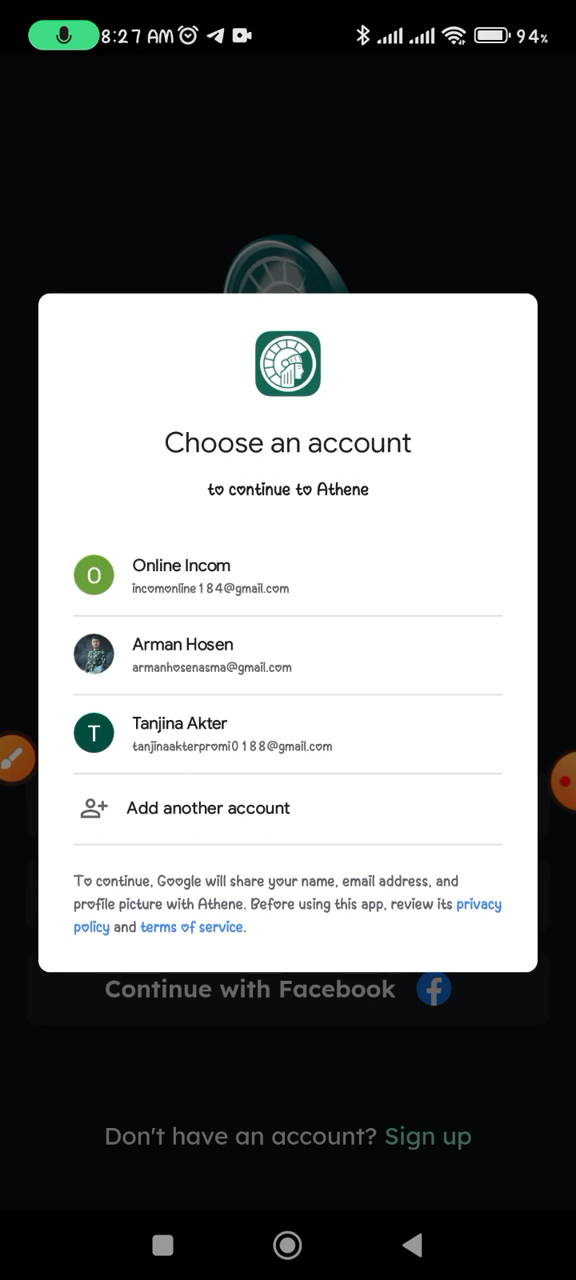 8:27 AM
94%
Choose an account
to continue to Athene
O
Online Incom
incomonline184@gmail.com
Arman Hosen
armanhosenasma@gmail.com
T
Tanjina Akter
tanjinaakterpromi0188@gmail.com
Add another account
To continue, Google will share your name, email address, and
profile picture with Athene. Before using this app, review its privacy
policy and terms of service.
Continue with Facebook
Don't have an account? Sign up